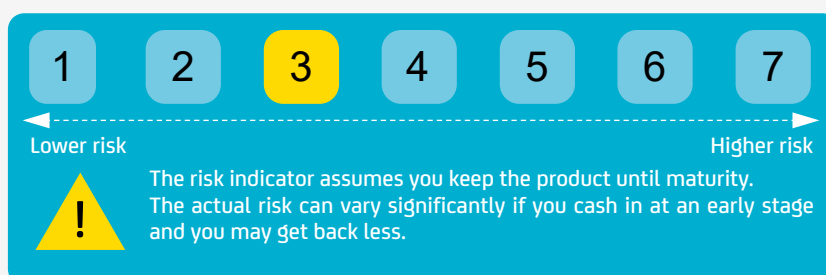 1 2 3 4 5 6 7
Lower risk Higher risk
!
The risk indicator assumes you keep the product until maturity.
The actual risk can vary significantly if you cash in at an early stage
and you may get back less.